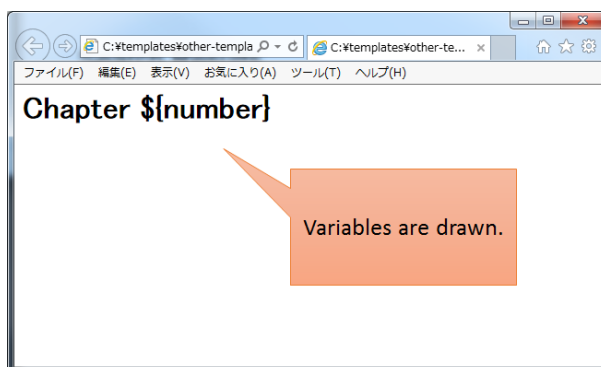 C:¥templates¥other-templa
C:¥templates¥other-te...
ファイル(F) 編集(E) 表示(V) お気に入り(A) ツール(T) ヘルプ(H)
Chapter ${number}
Variables are drawn.